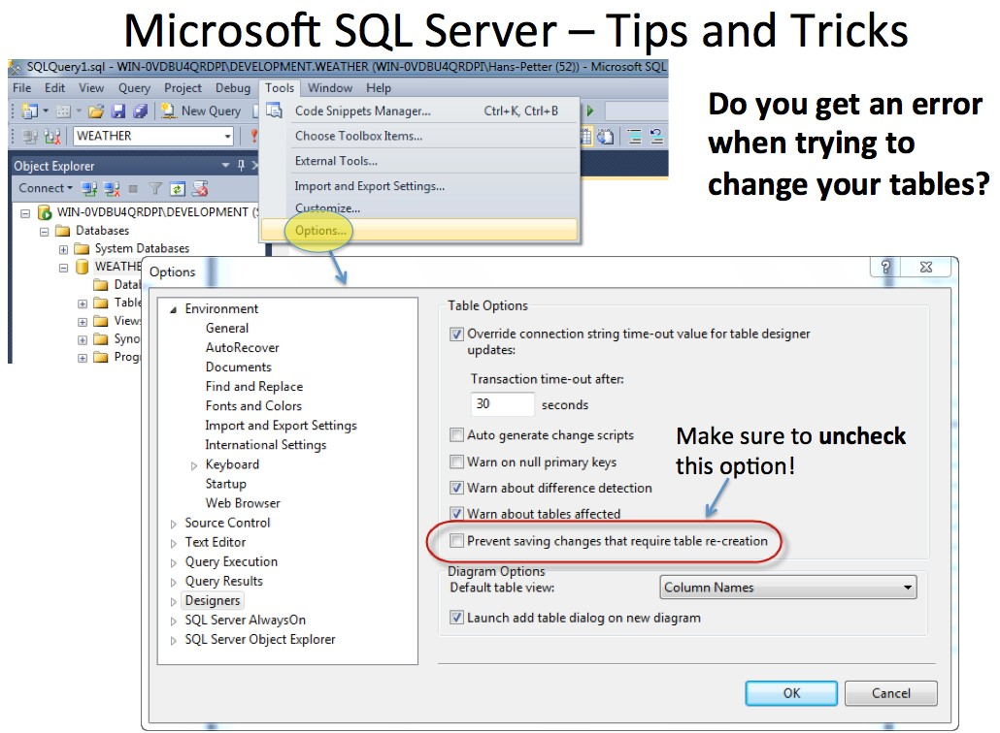 Microsoft SQL Server – Tips and Tricks
SQLQuery1.sql - WIN-0VDBU4QRDPI\DEVELOPMENT.WEATHER (WIN-0VDBU4QRDPI\Hans-Petter (52)) - Microsoft SQL
File Edit View Query Project Debug Tools Window Help
New Query
WEATHER
Code Snippets Manager... Ctrl+K, Ctrl+B
Choose Toolbox Items...
External Tools...
Import and Export Settings...
Customize...
Options...
Do you get an error
when trying to
change your tables?
Object Explorer
Connect
WIN-0VDBU4QRDPI\DEVELOPMENT (
Databases
System Databases
WEATHE
Datal
Table
Views
Syno
Prog
Options
Environment
General
AutoRecover
Documents
Find and Replace
Fonts and Colors
Import and Export Settings
International Settings
Keyboard
Startup
Web Browser
Source Control
Text Editor
Query Execution
Query Results
Designers
SQL Server AlwaysOn
SQL Server Object Explorer
Table Options
Override connection string time-out value for table designer
updates:
Transaction time-out after:
30 seconds
Auto generate change scripts
Warn on null primary keys
Warn about difference detection
Warn about tables affected
Prevent saving changes that require table re-creation
Make sure to uncheck
this option!
Diagram Options
Default table view: Column Names
Launch add table dialog on new diagram
OK Cancel